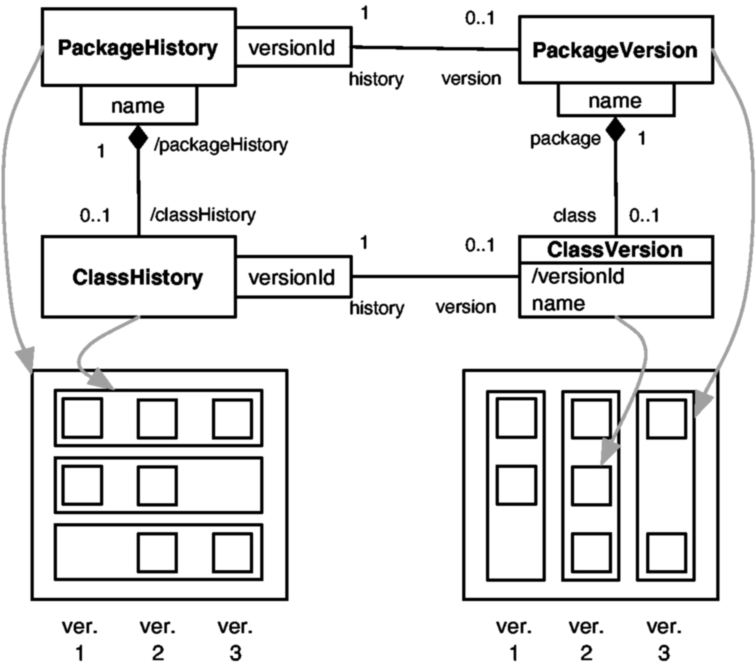 1
0..1
PackageHistory
versionId
PackageVersion
history
version
name
name
1
/packageHistory
package
1
0..1
/classHistory
class
0..1
1
0..1
ClassHistory
versionId
ClassVersion
/versionId
name
history
version
ver. ver. ver.
1 2 3
ver. ver. ver.
1 2 3